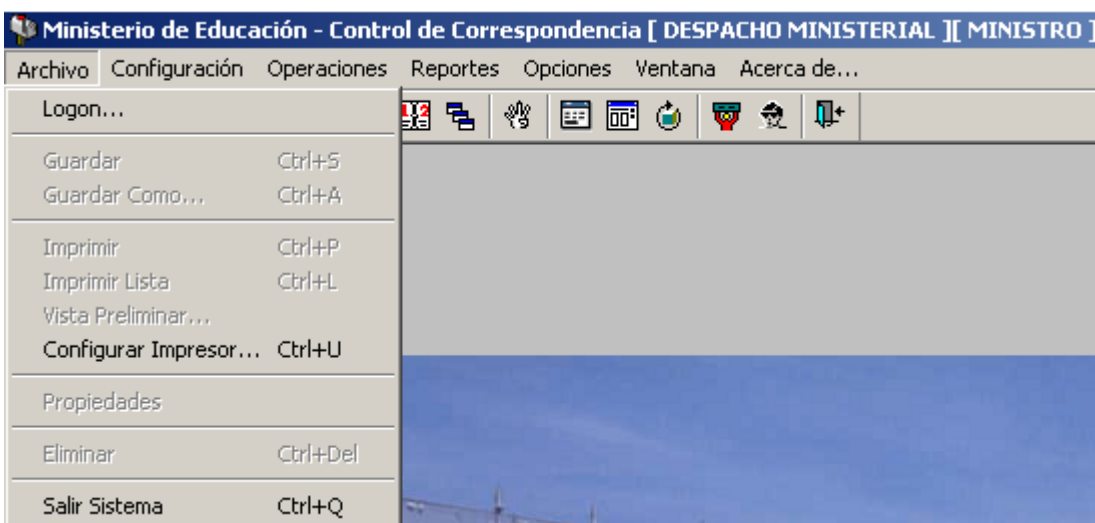 Ministerio de Educación - Control de Correspondencia [ DESPACHO MINISTERIAL ][ MINISTRO ]
Archivo Configuración Operaciones Reportes Opciones Ventana Acerca de...
Logon...
Guardar Ctrl+S
Guardar Como... Ctrl+A
Imprimir Ctrl+P
Imprimir Lista Ctrl+L
Vista Preliminar...
Configurar Impresor... Ctrl+U
Propiedades
Eliminar Ctrl+Del
Salir Sistema Ctrl+Q